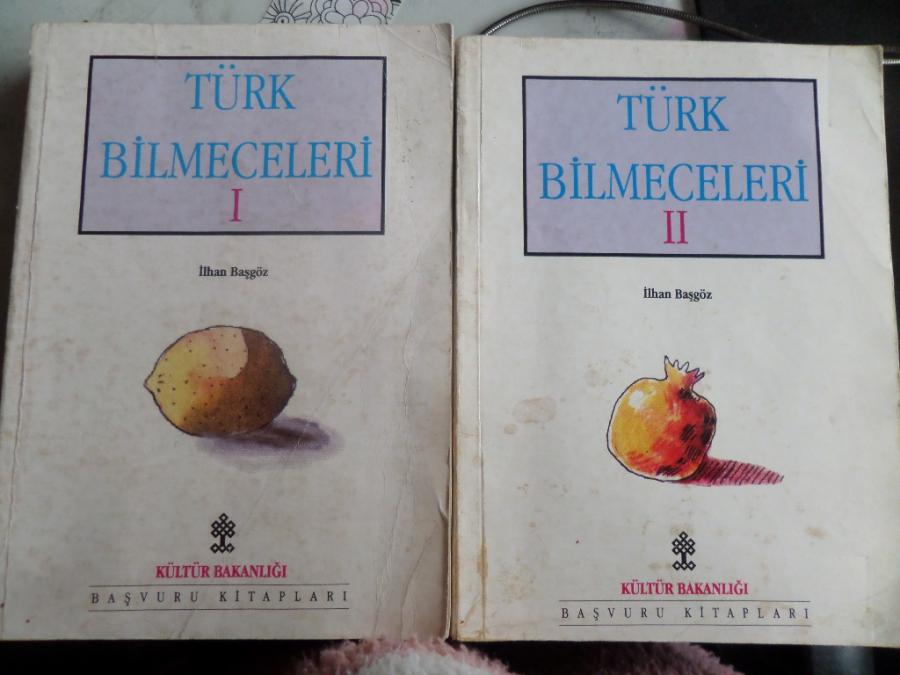 TÜRK
BİLMECELERİ
I
İlhan Başgöz
KÜLTÜR BAKANLIĞI
BAŞVURU KİTAPLARI
TÜRK
BİLMECELERİ
II
İlhan Başgöz
KÜLTÜR BAKANLIĞI
BAŞVURU KİTAPLARI